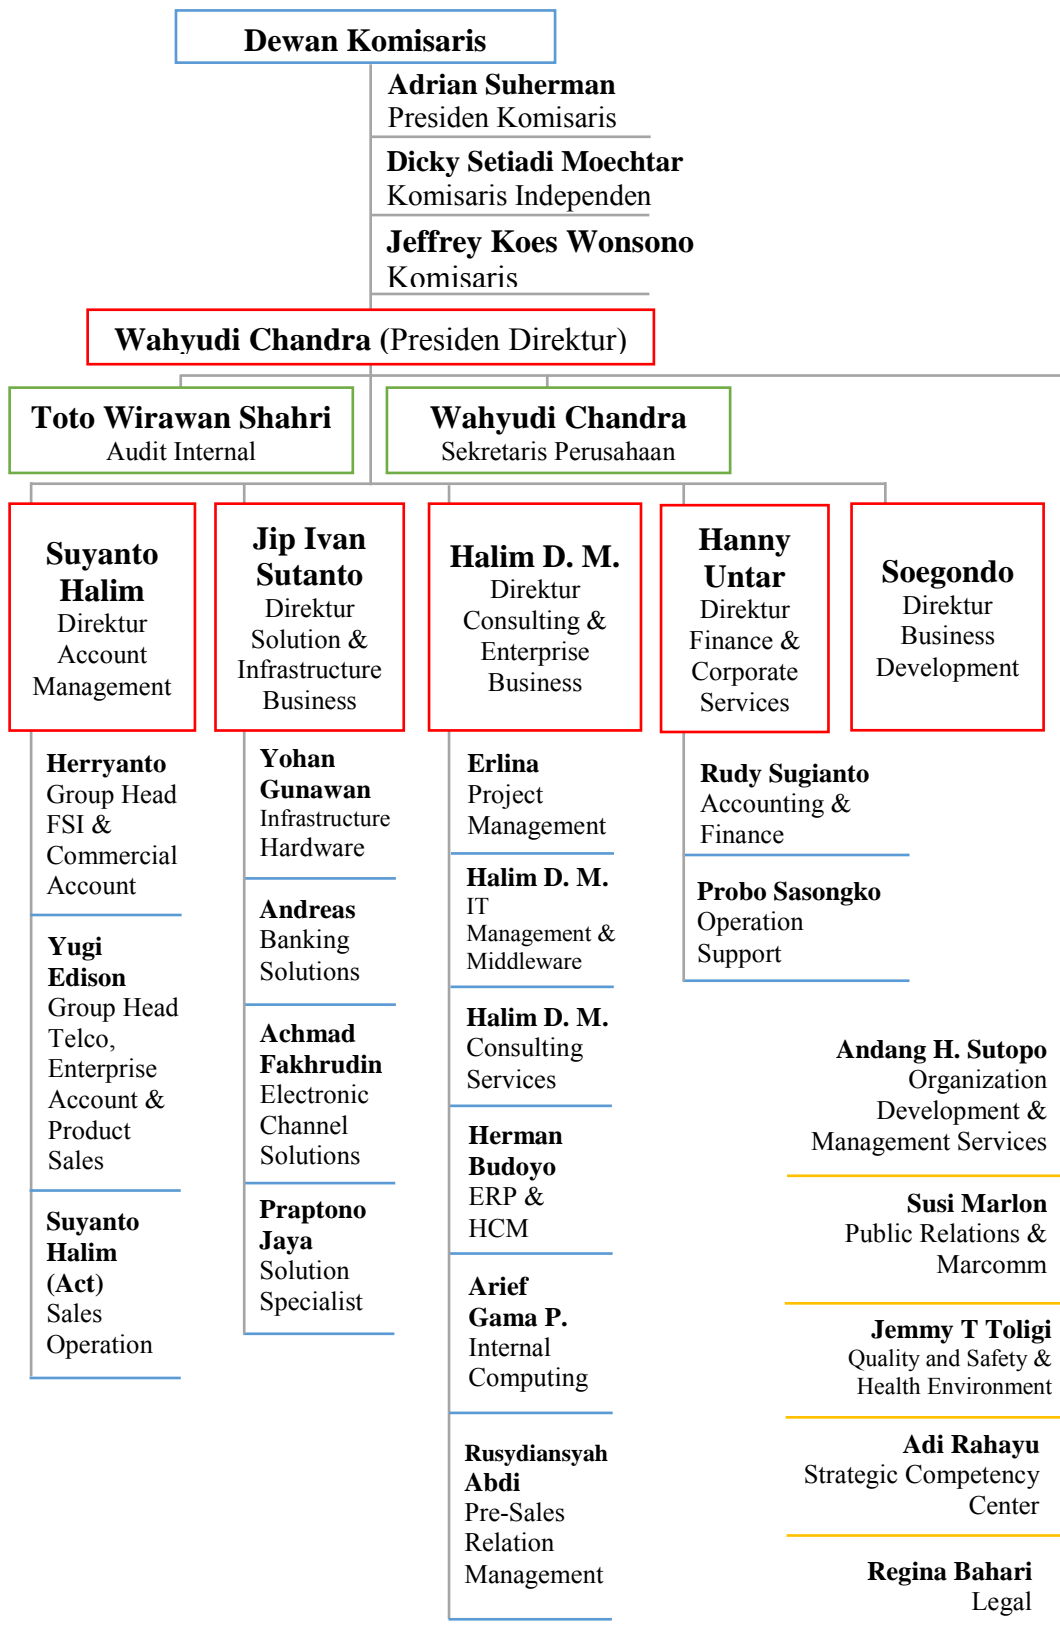 Dewan Komisaris
Adrian Suherman
Presiden Komisaris
Dicky Setiadi Moechtar
Komisaris Independen
Jeffrey Koes Wonsono
Komisaris
Wahyudi Chandra (Presiden Direktur)
Toto Wirawan Shahri
Audit Internal
Wahyudi Chandra
Sekretaris Perusahaan
Suyanto
Halim
Direktur
Account
Management
Jip Ivan
Sutanto
Direktur
Solution &
Infrastructure
Business
Halim D. M.
Direktur
Consulting &
Enterprise
Business
Hanny
Untar
Direktur
Finance &
Corporate
Services
Soegondo
Direktur
Business
Development
Herryanto
Group Head
FSI &
Commercial
Account
Yugi
Edison
Group Head
Telco,
Enterprise
Account &
Product
Sales
Suyanto
Halim
(Act)
Sales
Operation
Yohan
Gunawan
Infrastructure
Hardware
Andreas
Banking
Solutions
Achmad
Fakhrudin
Electronic
Channel
Solutions
Praptono
Jaya
Solution
Specialist
Erlina
Project
Management
Halim D. M.
IT
Management &
Middleware
Halim D. M.
Consulting
Services
Herman
Budoyo
ERP &
HCM
Arief
Gama P.
Internal
Computing
Rusydiansyah
Abdi
Pre-Sales
Relation
Management
Rudy Sugianto
Accounting &
Finance
Probo Sasongko
Operation
Support
Andang H. Sutopo
Organization
Development &
Management Services
Susi Marlon
Public Relations &
Marcomm
Jemmy T Toligi
Quality and Safety &
Health Environment
Adi Rahayu
Strategic Competency
Center
Regina Bahari
Legal